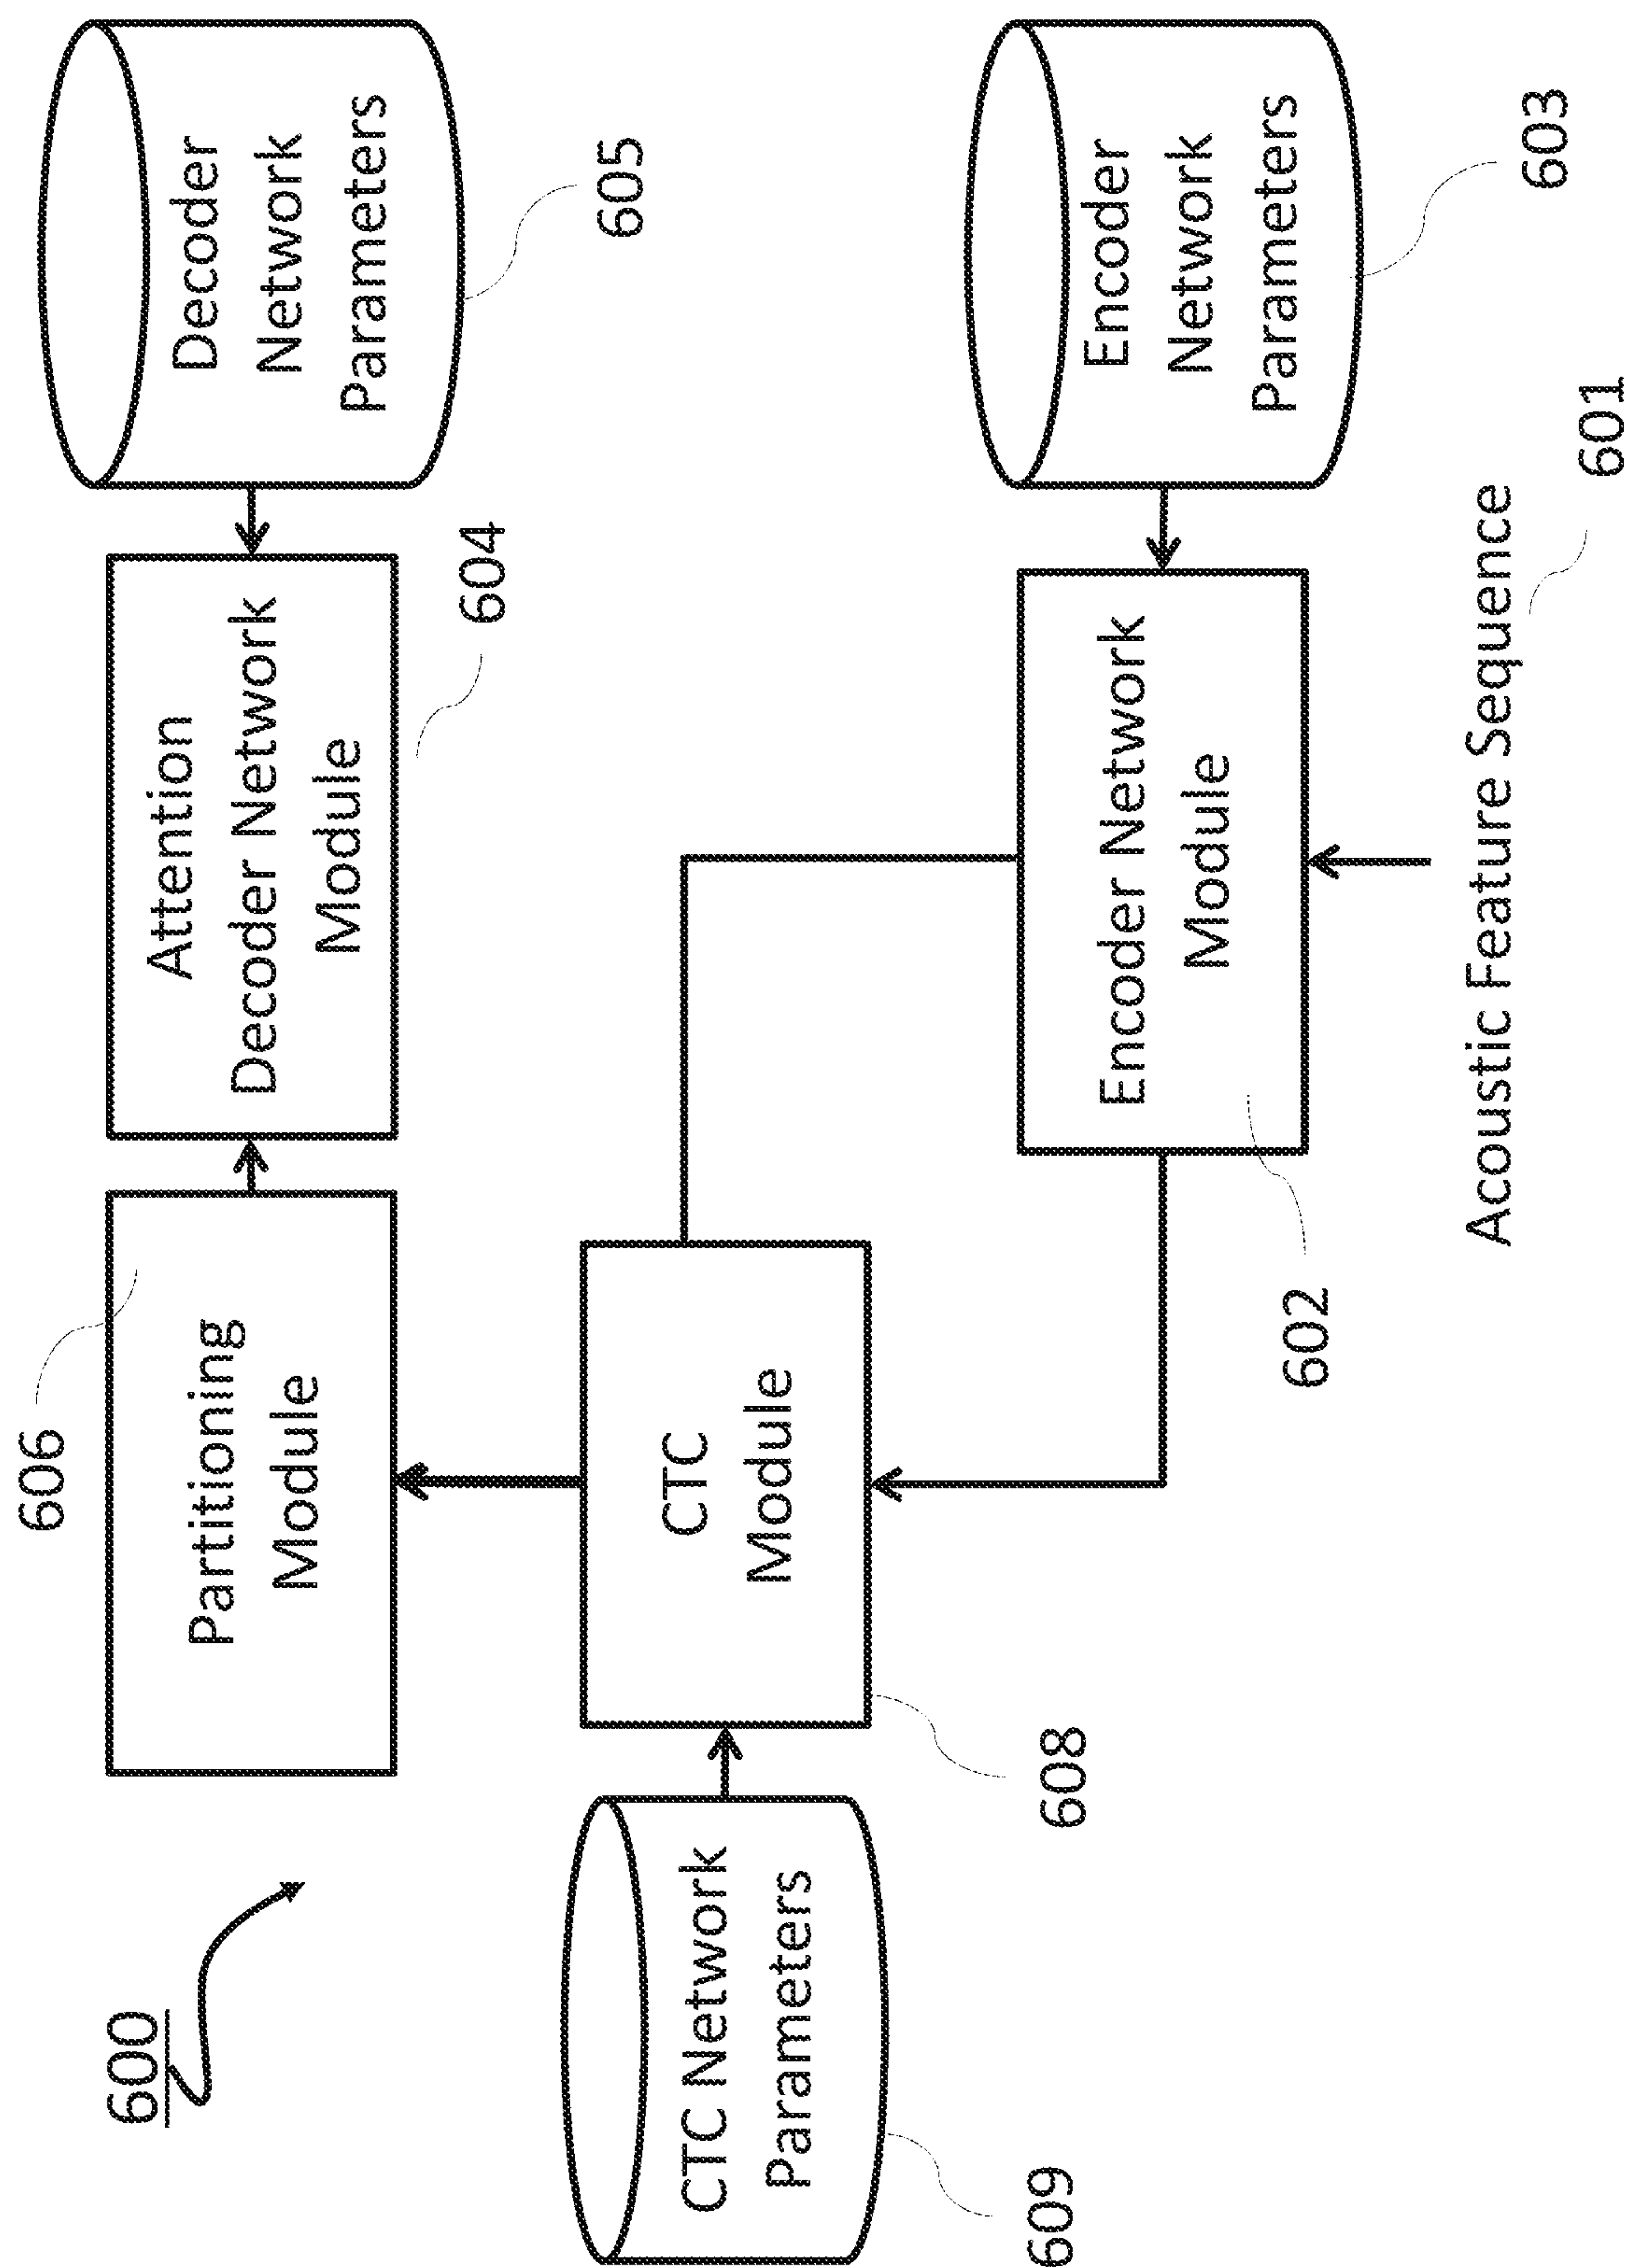 600
606
Partitioning
Module
Attention
Decoder Network
Module
604
Decoder
Network
Parameters
605
CTC Network
Parameters
609
CTC
Module
608
Encoder Network
Module
602
Encoder
Network
Parameters
603
Acoustic Feature Sequence
601